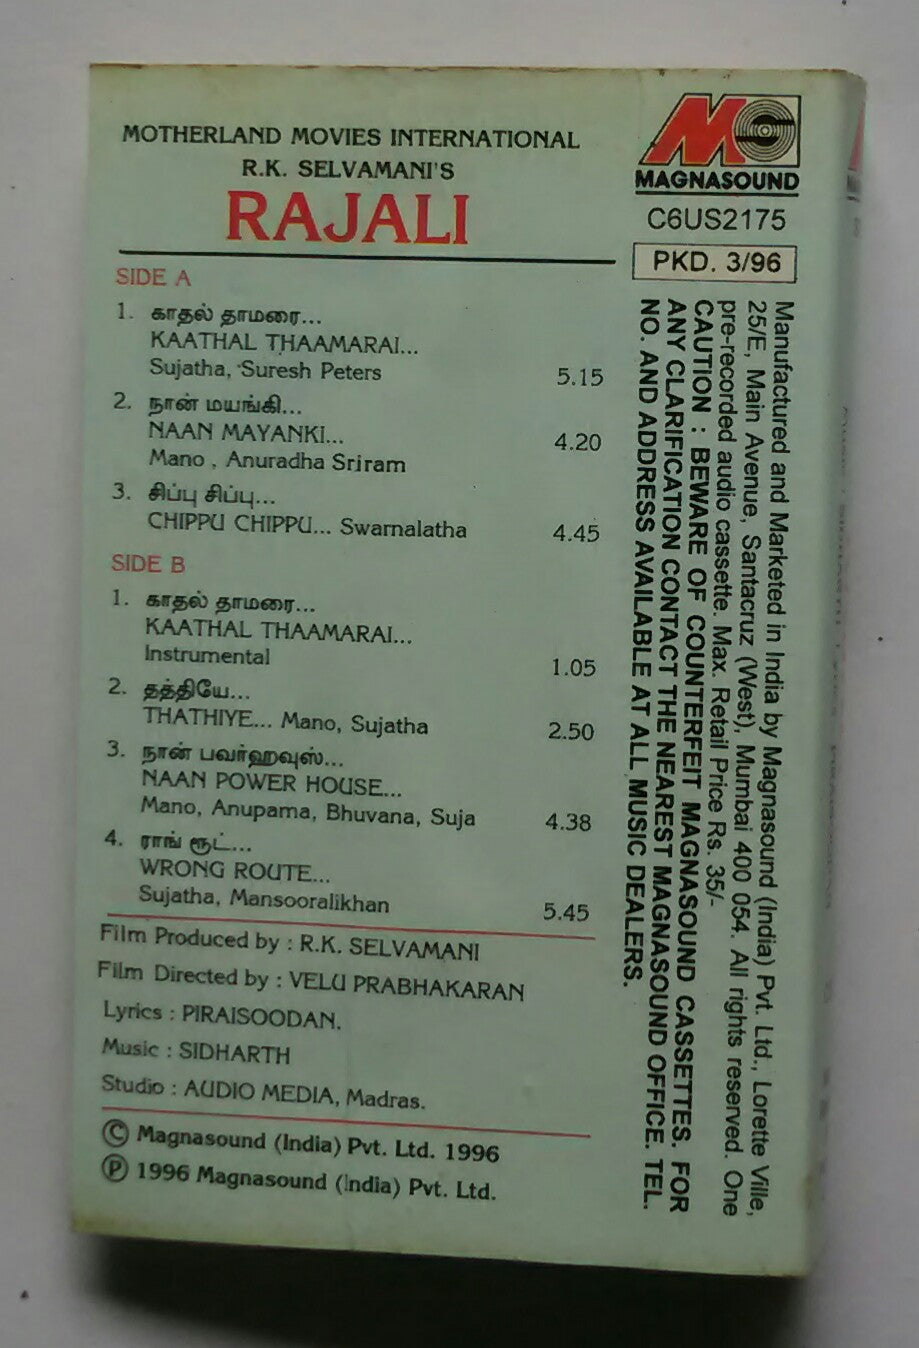 MOTHERLAND MOVIES INTERNATIONAL
R.K. SELVAMANI'S
RAJALI
SIDE A
1. காதல் தாமரை...
KAATHAL THAAMARAI...
Sujatha, Suresh Peters 5.15
2. நான் மயங்கி...
NAAN MAYANKI... 4.20
Mano , Anuradha Sriram
3. சிப்பு சிப்பு...
CHIPPU CHIPPU... Swarnalatha 4.45
SIDE B
1. காதல் தாமரை...
KAATHAL THAAMARAI...
Instrumental 1.05
2. தத்தியே...
THATHIYE... Mano, Sujatha 2.50
3. நான் பவர்ஹவுஸ்...
NAAN POWER HOUSE...
Mano, Anupama, Bhuvana, Suja 4.38
4. ராங் ரூட்...
WRONG ROUTE...
Sujatha, Mansooralikhan 5.45
Film Produced by : R.K. SELVAMANI
Film Directed by : VELU PRABHAKARAN
Lyrics : PIRAISOODAN.
Music : SIDHARTH
Studio : AUDIO MEDIA, Madras.
© Magnasound (India) Pvt. Ltd. 1996
℗ 1996 Magnasound (India) Pvt. Ltd.
MAGNASOUND
C6US2175
PKD. 3/96
Manufactured and Marketed in India by Magnasound (India) Pvt. Ltd., Lorette Ville,
25/E, Main Avenue, Santacruz (West), Mumbai 400 054. All rights reserved. One
pre-recorded audio cassette. Max. Retail Price Rs. 35/-
CAUTION : BEWARE OF COUNTERFEIT MAGNASOUND CASSETTES. FOR
ANY CLARIFICATION CONTACT THE NEAREST MAGNASOUND OFFICE. TEL.
NO. AND ADDRESS AVAILABLE AT ALL MUSIC DEALERS.